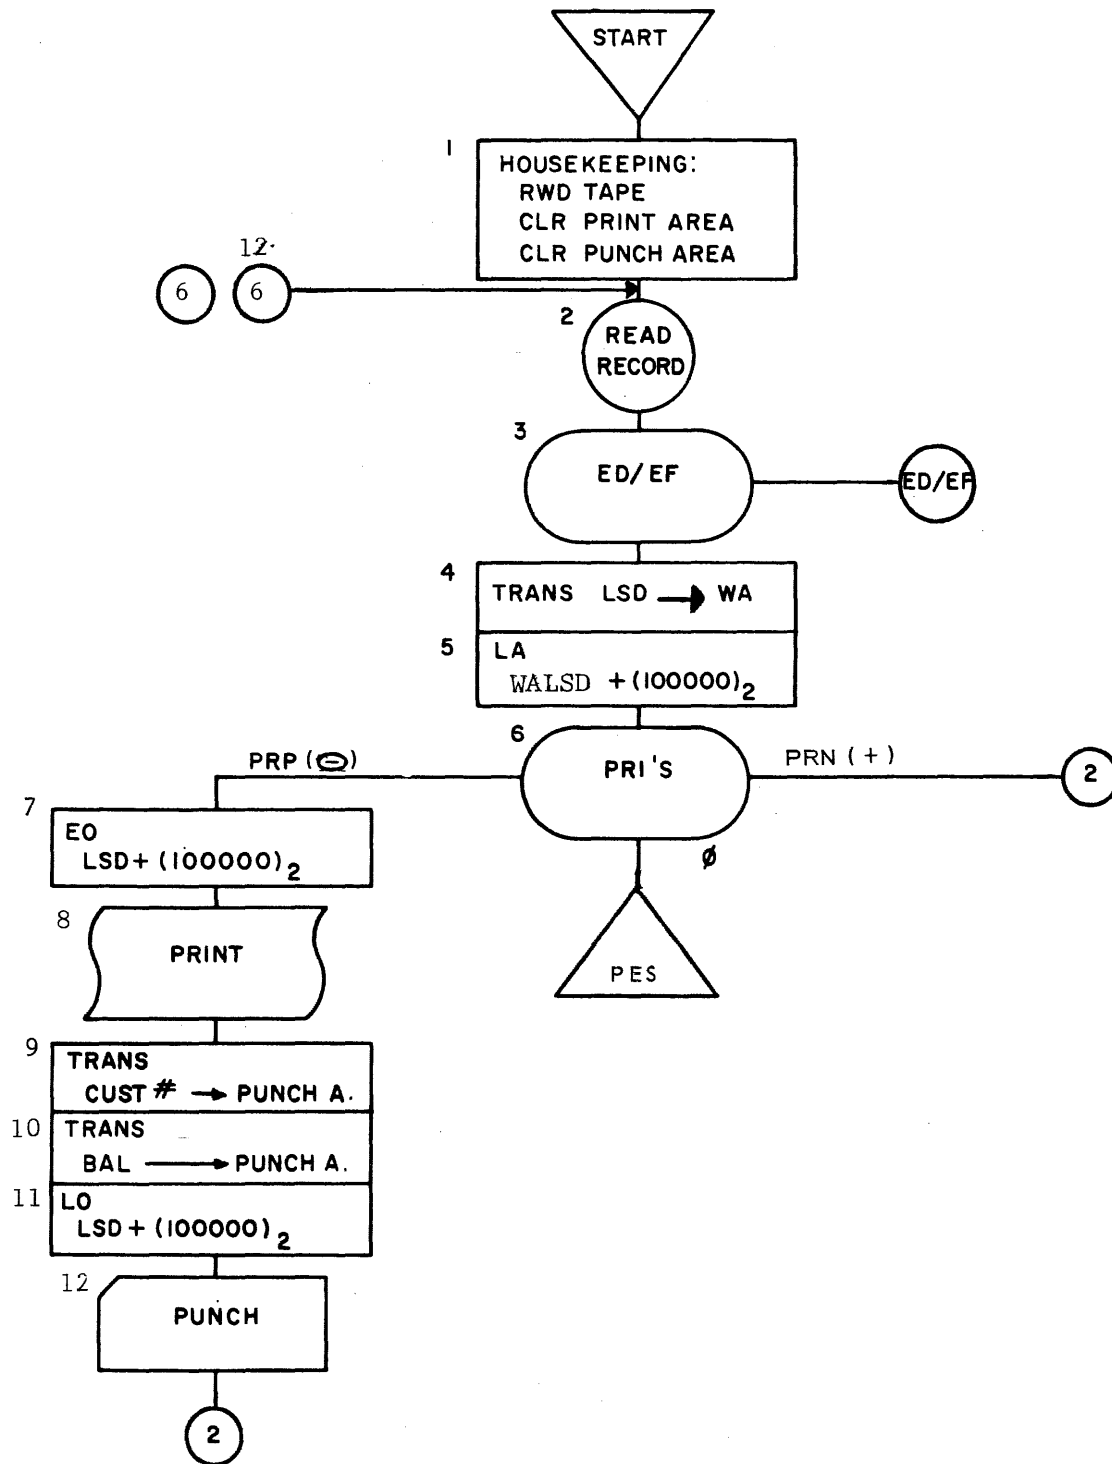 START
1
HOUSEKEEPING:
RWD TAPE
CLR PRINT AREA
CLR PUNCH AREA
12
6
6
2
READ
RECORD
3
ED/EF
ED/EF
4
TRANS LSD → WA
5
LA
WALSD + (100000)2
6
PRI'S
PRP (⊖)
PRN (+)
2
7
EO
LSD + (100000)2
ø
8
PRINT
PES
9
TRANS
CUST # → PUNCH A.
10
TRANS
BAL → PUNCH A.
11
LO
LSD + (100000)2
12
PUNCH
2